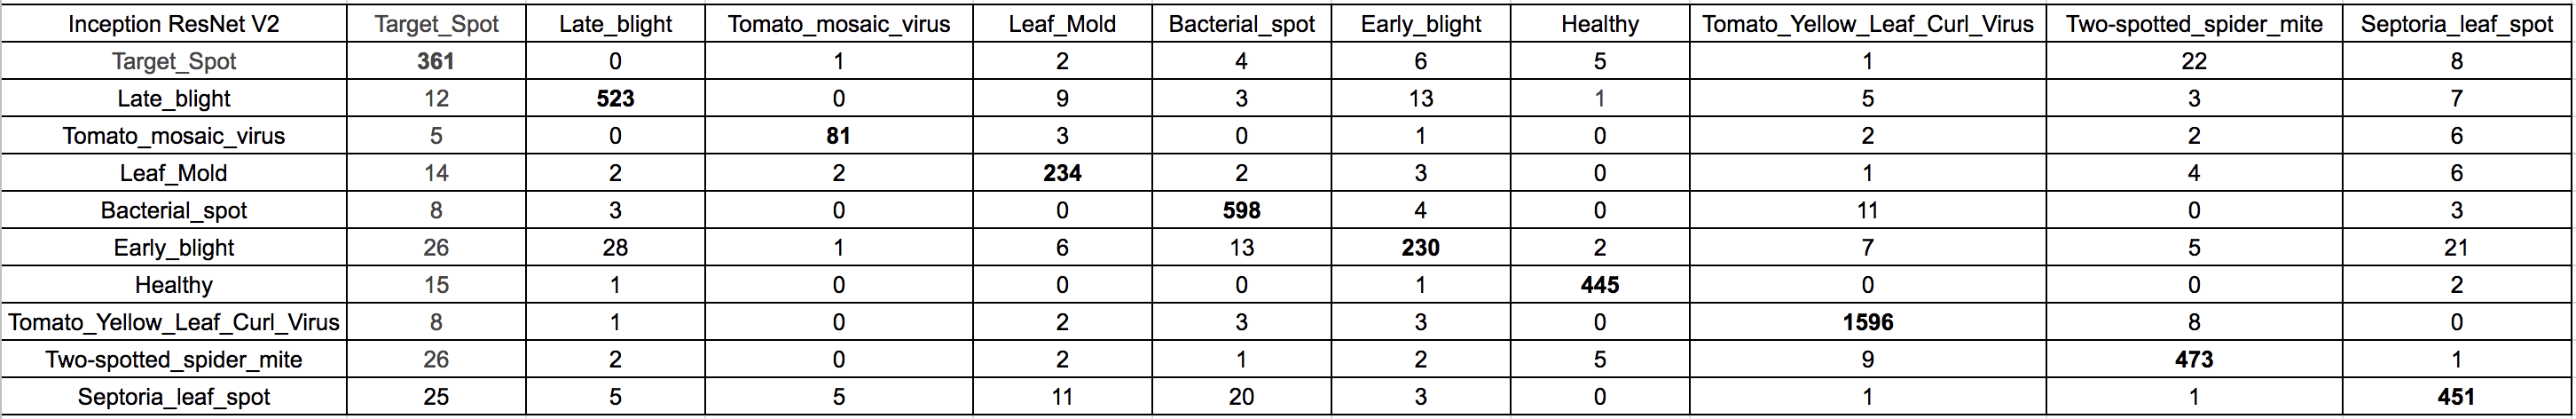 Inception ResNet V2 Target_Spot Late_blight Tomato_mosaic_virus Leaf_Mold Bacterial_spot Early_blight Healthy Tomato_Yellow_Leaf_Curl_Virus Two-spotted_spider_mite Septoria_leaf_spot
Target_Spot 361 0 1 2 4 6 5 1 22 8
Late_blight 12 523 0 9 3 13 1 5 3 7
Tomato_mosaic_virus 5 0 81 3 0 1 0 2 2 6
Leaf_Mold 14 2 2 234 2 3 0 1 4 6
Bacterial_spot 8 3 0 0 598 4 0 11 0 3
Early_blight 26 28 1 6 13 230 2 7 5 21
Healthy 15 1 0 0 0 1 445 0 0 2
Tomato_Yellow_Leaf_Curl_Virus 8 1 0 2 3 3 0 1596 8 0
Two-spotted_spider_mite 26 2 0 2 1 2 5 9 473 1
Septoria_leaf_spot 25 5 5 11 20 3 0 1 1 451